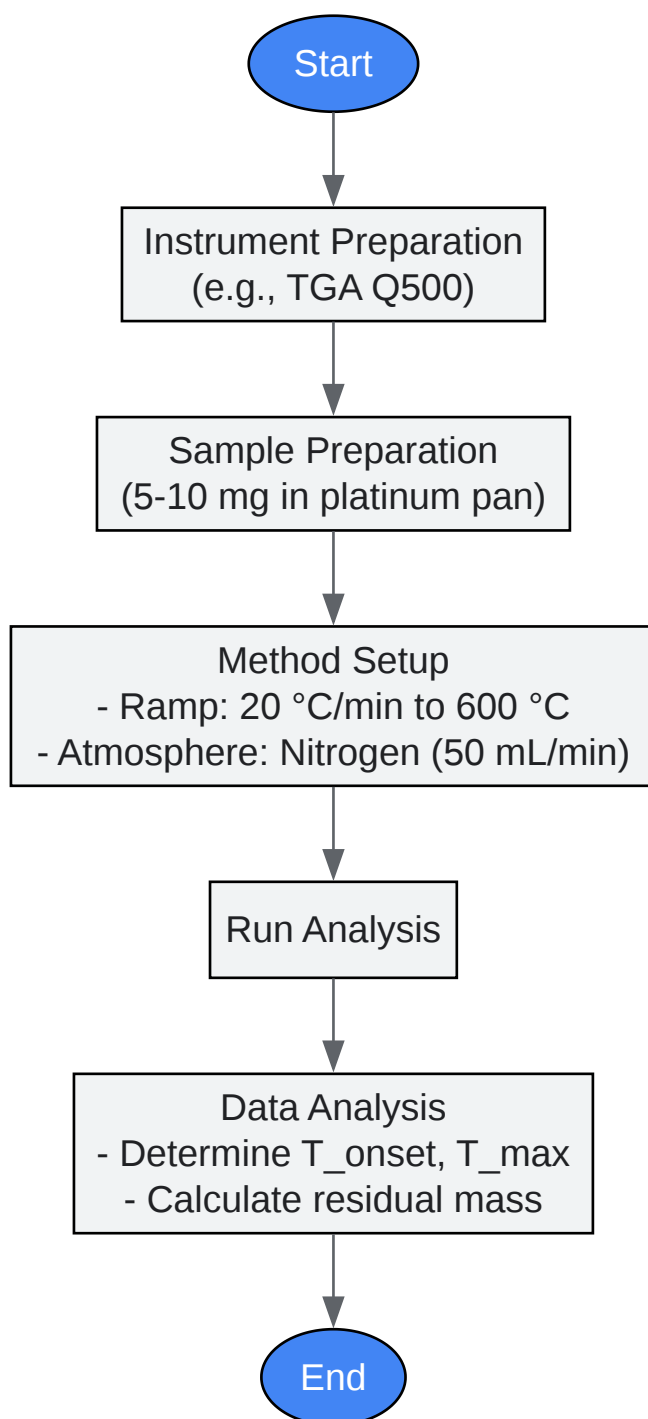 Start
Instrument Preparation
(e.g., TGA Q500)
Sample Preparation
(5-10 mg in platinum pan)
Method Setup
- Ramp: 20 °C/min to 600 °C
- Atmosphere: Nitrogen (50 mL/min)
Run Analysis
Data Analysis
- Determine T_onset, T_max
- Calculate residual mass
End